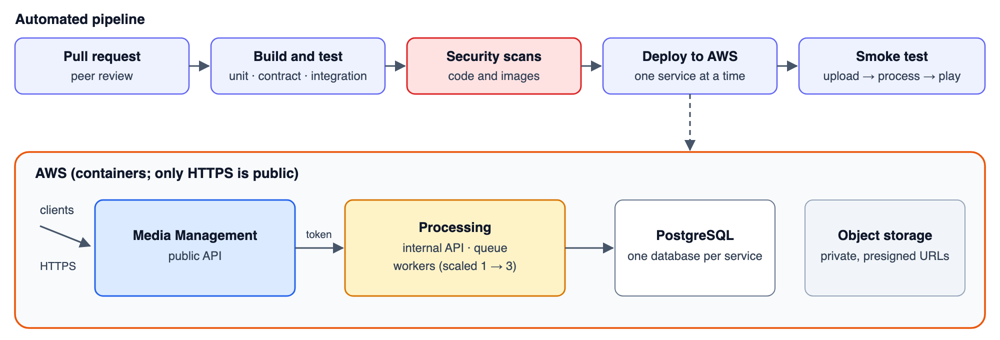 Automated pipeline
Pull request
peer review
Build and test
unit · contract · integration
Security scans
code and images
Deploy to AWS
one service at a time
Smoke test
upload → process → play
AWS (containers; only HTTPS is public)
clients
HTTPS
Media Management
public API
token
Processing
internal API · queue
workers (scaled 1 → 3)
PostgreSQL
one database per service
Object storage
private, presigned URLs